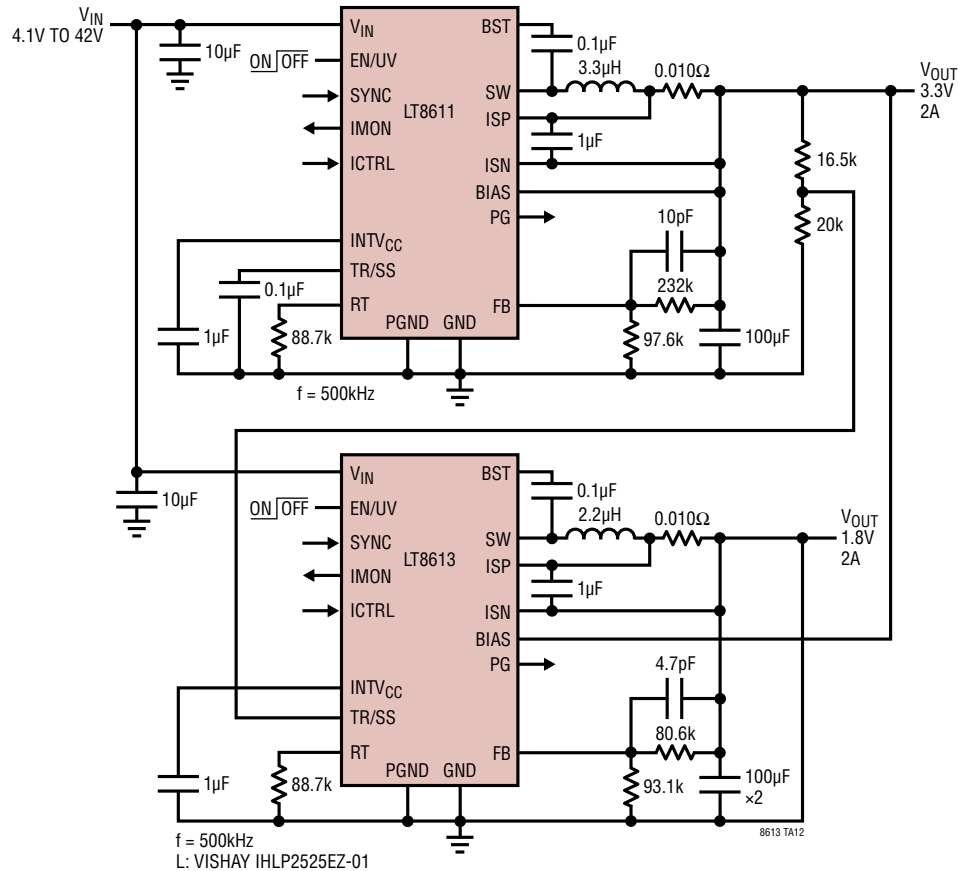 VIN
4.1V TO 42V
10µF
ON OFF
VIN
EN/UV
SYNC
IMON
ICTRL
INTVCC
TR/SS
RT
LT8611
PGND GND
BST
SW
ISP
ISN
BIAS
PG
FB
0.1µF
3.3µH
0.010Ω
1µF
VOUT
3.3V
2A
16.5k
20k
10pF
232k
97.6k
100µF
1µF
0.1µF
88.7k
f = 500kHz
10µF
ON OFF
VIN
EN/UV
SYNC
IMON
ICTRL
INTVCC
TR/SS
RT
LT8613
PGND GND
BST
SW
ISP
ISN
BIAS
PG
FB
0.1µF
2.2µH
0.010Ω
1µF
VOUT
1.8V
2A
4.7pF
80.6k
93.1k
100µF
×2
1µF
88.7k
8613 TA12
f = 500kHz
L: VISHAY IHLP2525EZ-01